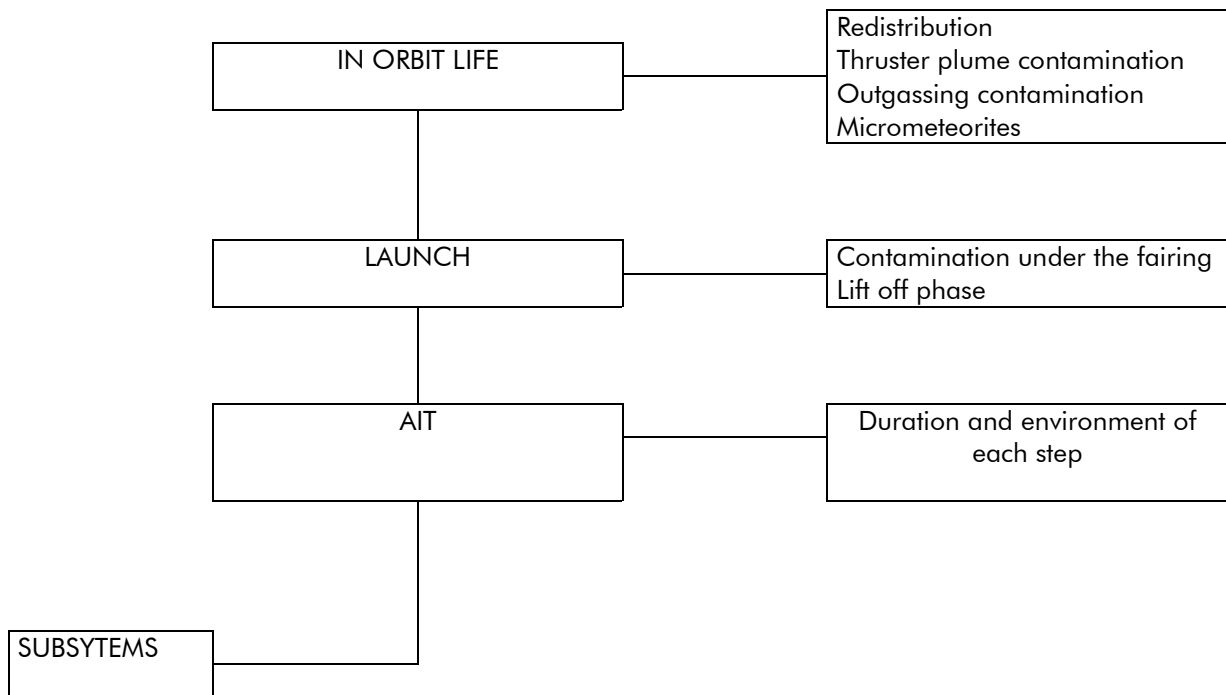 IN ORBIT LIFE
Redistribution
Thruster plume contamination
Outgassing contamination
Micrometeorites
LAUNCH
Contamination under the fairing
Lift off phase
AIT
Duration and environment of
each step
SUBSYTEMS